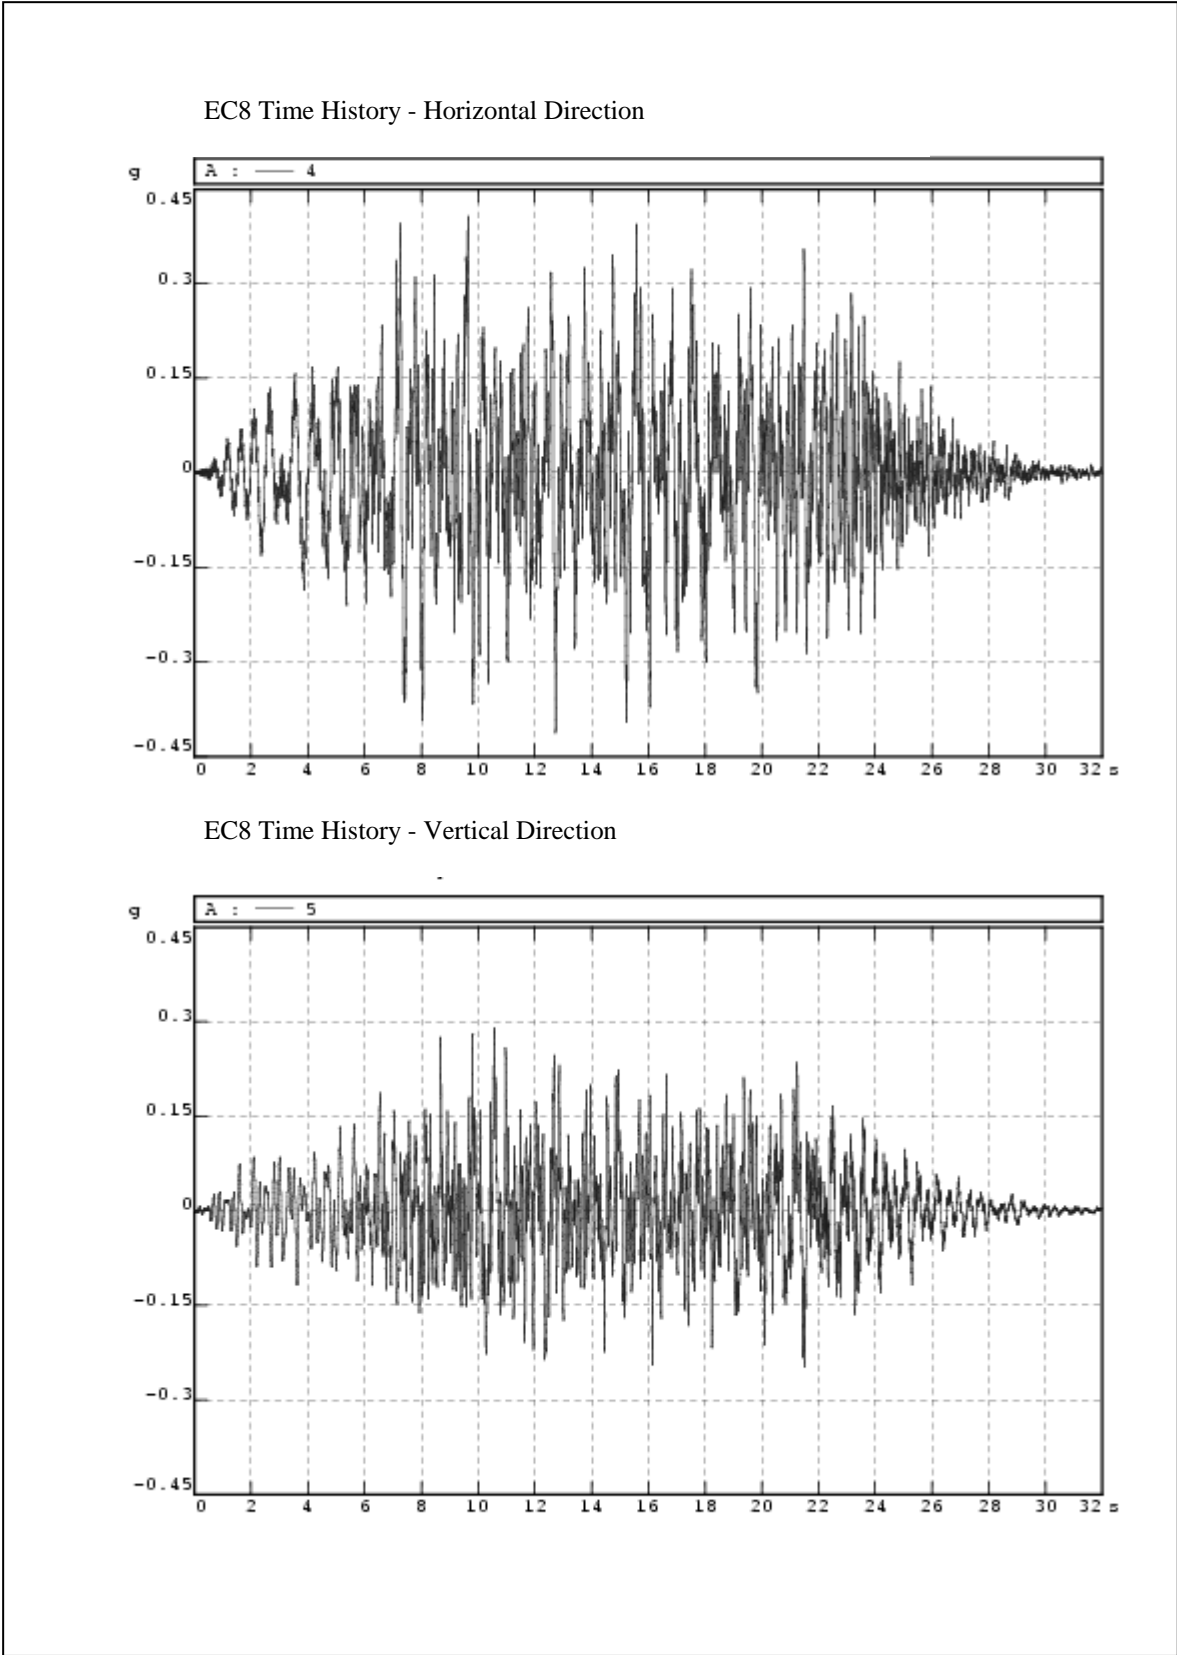 EC8 Time History - Horizontal Direction
g
A : 4
0.45
0.3
0.15
0
-0.15
-0.3
-0.45
0 2 4 6 8 10 12 14 16 18 20 22 24 26 28 30 32 s
EC8 Time History - Vertical Direction
g
A : 5
0.45
0.3
0.15
0
-0.15
-0.3
-0.45
0 2 4 6 8 10 12 14 16 18 20 22 24 26 28 30 32 s